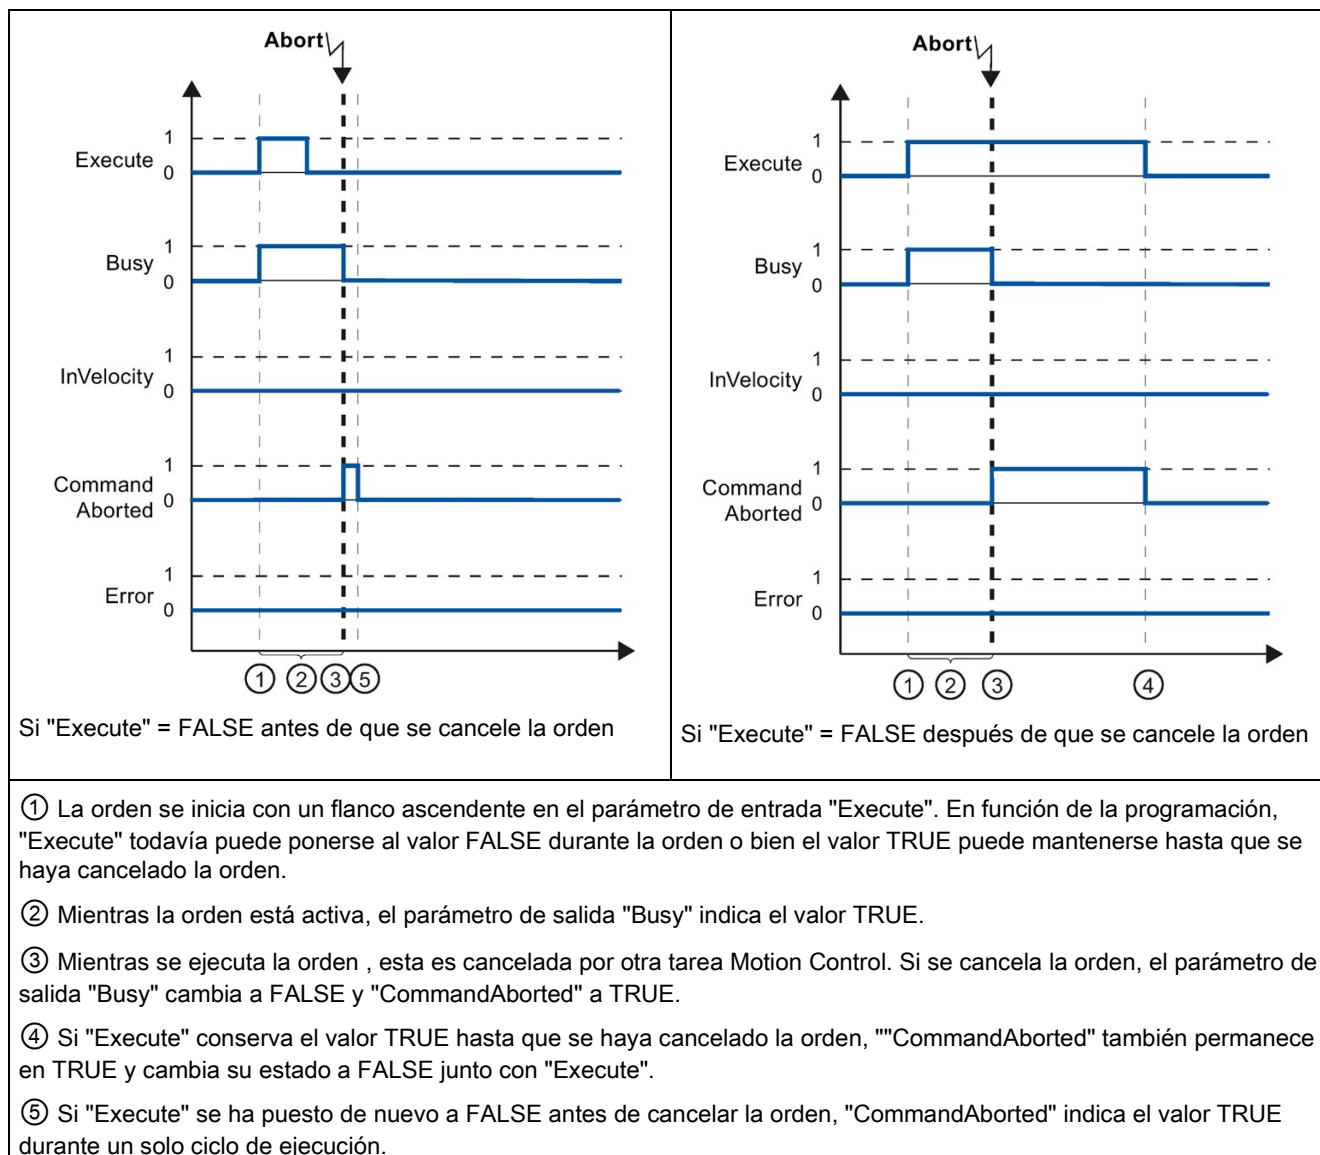 Abort
1
Execute 0
1
Busy 0
1
InVelocity 0
1
Command 0
Aborted
1
Error 0
① ② ③ ⑤
Si "Execute" = FALSE antes de que se cancele la orden
Abort
1
Execute 0
1
Busy 0
1
InVelocity 0
1
Command 0
Aborted
1
Error 0
① ② ③ ④
Si "Execute" = FALSE después de que se cancele la orden
① La orden se inicia con un flanco ascendente en el parámetro de entrada "Execute". En función de la programación,
"Execute" todavía puede ponerse al valor FALSE durante la orden o bien el valor TRUE puede mantenerse hasta que se
haya cancelado la orden.
② Mientras la orden está activa, el parámetro de salida "Busy" indica el valor TRUE.
③ Mientras se ejecuta la orden , esta es cancelada por otra tarea Motion Control. Si se cancela la orden, el parámetro de
salida "Busy" cambia a FALSE y "CommandAborted" a TRUE.
④ Si "Execute" conserva el valor TRUE hasta que se haya cancelado la orden, ""CommandAborted" también permanece
en TRUE y cambia su estado a FALSE junto con "Execute".
⑤ Si "Execute" se ha puesto de nuevo a FALSE antes de cancelar la orden, "CommandAborted" indica el valor TRUE
durante un solo ciclo de ejecución.